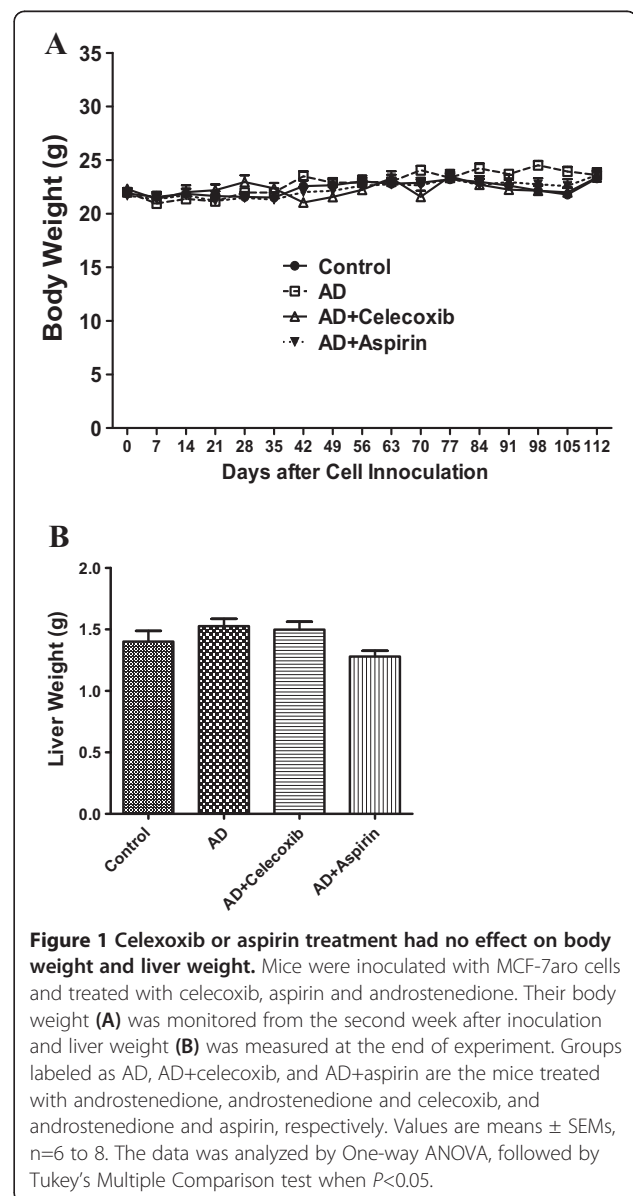 A
35
30
25
20
15
10
5
0
Body Weight (g)
Control
AD
AD+Celecoxib
AD+Aspirin
0 7 14 21 28 35 42 49 56 63 70 77 84 91 98 105 112
Days after Cell Innoculation
B
2.0
1.5
1.0
0.5
0.0
Liver Weight (g)
Control
AD
AD+Celecoxib
AD+Aspirin
Figure 1 Celexoxib or aspirin treatment had no effect on body
weight and liver weight. Mice were inoculated with MCF-7aro cells
and treated with celecoxib, aspirin and androstenedione. Their body
weight (A) was monitored from the second week after inoculation
and liver weight (B) was measured at the end of experiment. Groups
labeled as AD, AD+celecoxib, and AD+aspirin are the mice treated
with androstenedione, androstenedione and celecoxib, and
androstenedione and aspirin, respectively. Values are means ± SEMs,
n=6 to 8. The data was analyzed by One-way ANOVA, followed by
Tukey's Multiple Comparison test when P<0.05.